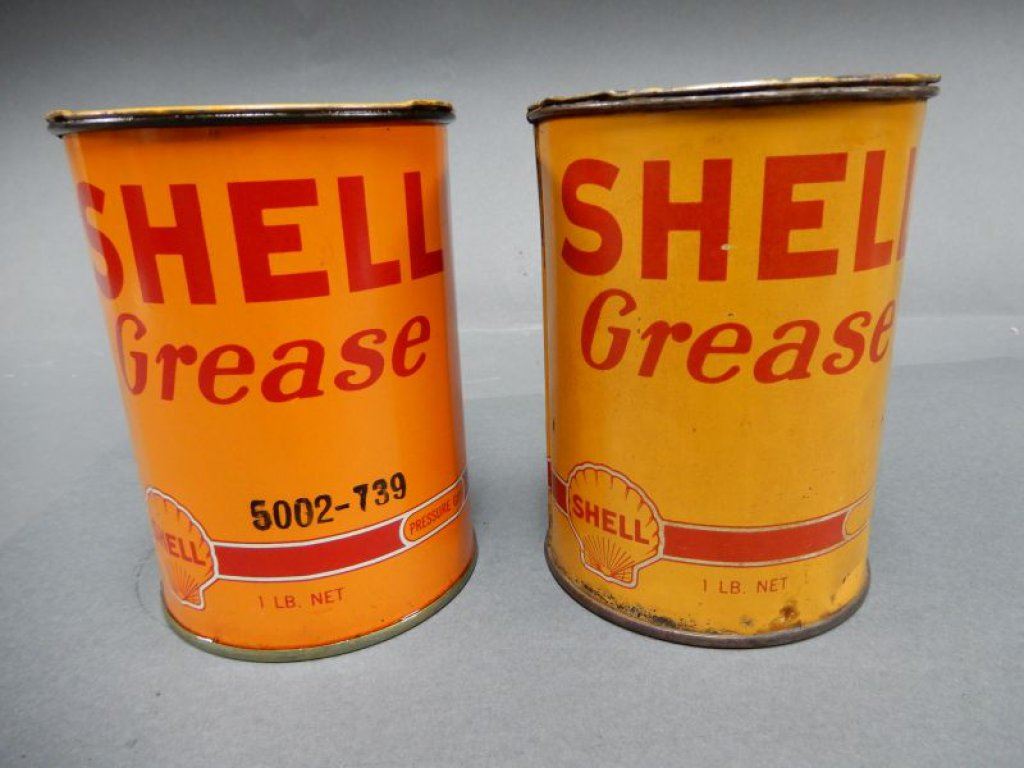 SHELL
Grease
5002-739
SHELL
PRESSURE
1 LB. NET
SHELL
Grease
SHELL
1 LB. NET